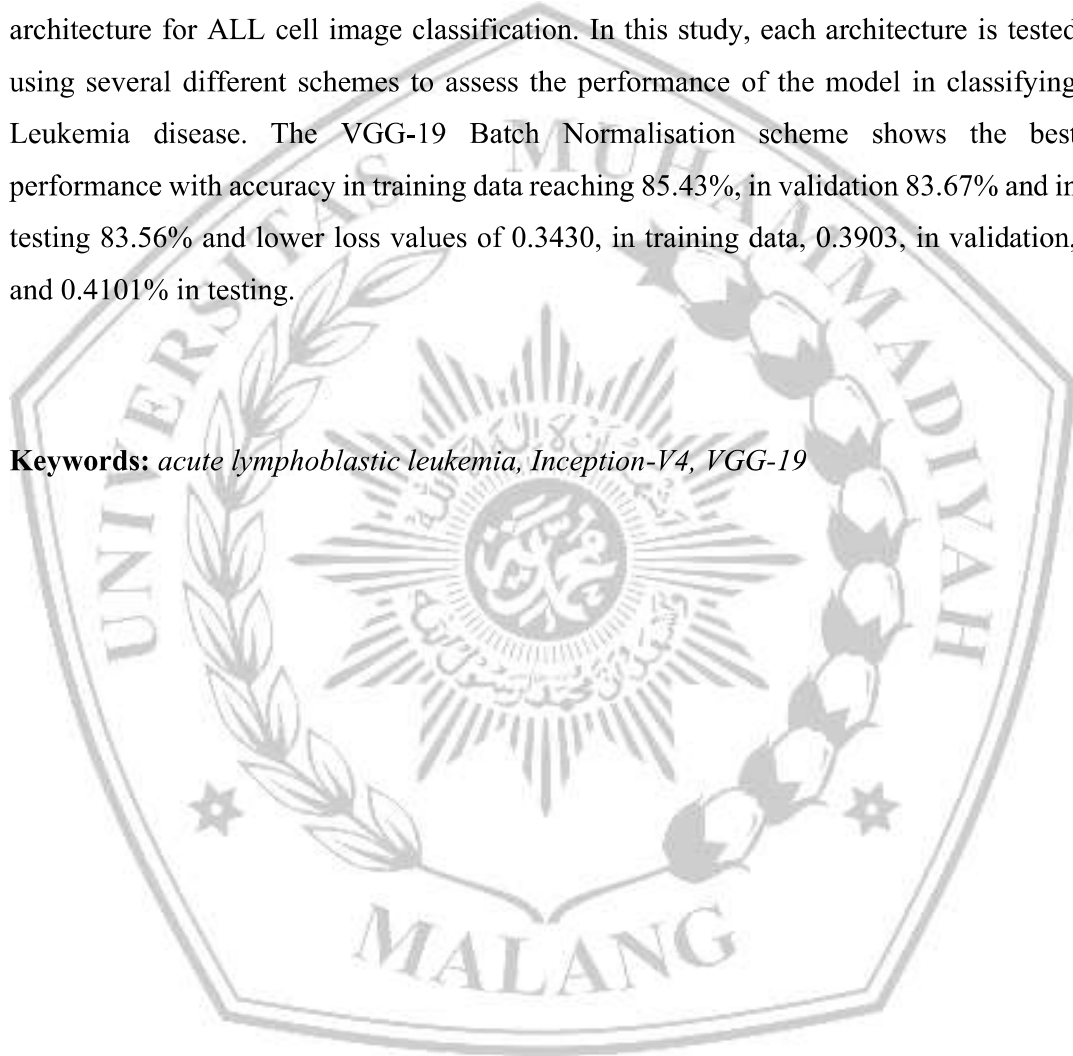 architecture for ALL cell image classification. In this study, each architecture is tested
using several different schemes to assess the performance of the model in classifying
Leukemia disease. The VGG-19 Batch Normalisation scheme shows the best
performance with accuracy in training data reaching 85.43%, in validation 83.67% and in
testing 83.56% and lower loss values of 0.3430, in training data, 0.3903, in validation,
and 0.4101% in testing.
Keywords: acute lymphoblastic leukemia, Inception-V4, VGG-19
UNIVERSITAS MUHAMMADIYAH
MALANG